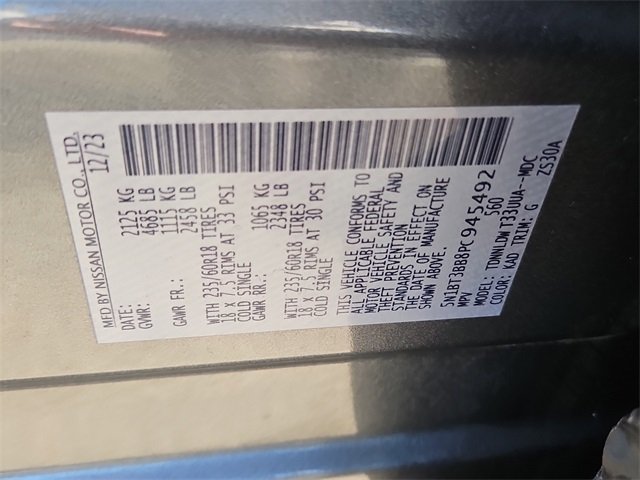 MFD BY NISSAN MOTOR CO., LTD.
DATE: 12/23
GVWR: 2125 KG
4685 LB
GAWR FR.: 1115 KG
2458 LB
WITH 235/60R18 TIRES
18 X 7.5 RIMS AT 33 PSI
COLD SINGLE
GAWR RR.: 1065 KG
2348 LB
WITH 235/60R18 TIRES
18 X 7.5 RIMS AT 30 PSI
COLD SINGLE
THIS VEHICLE CONFORMS TO
ALL APPLICABLE FEDERAL
MOTOR VEHICLE SAFETY AND
THEFT PREVENTION
STANDARDS IN EFFECT ON
THE DATE OF MANUFACTURE
SHOWN ABOVE.
5N1BT3BB8PC945492
MPV S60
MODEL: TDNNLDWT33UUA--MDC
COLOR: KAD TRIM: G ZS30A